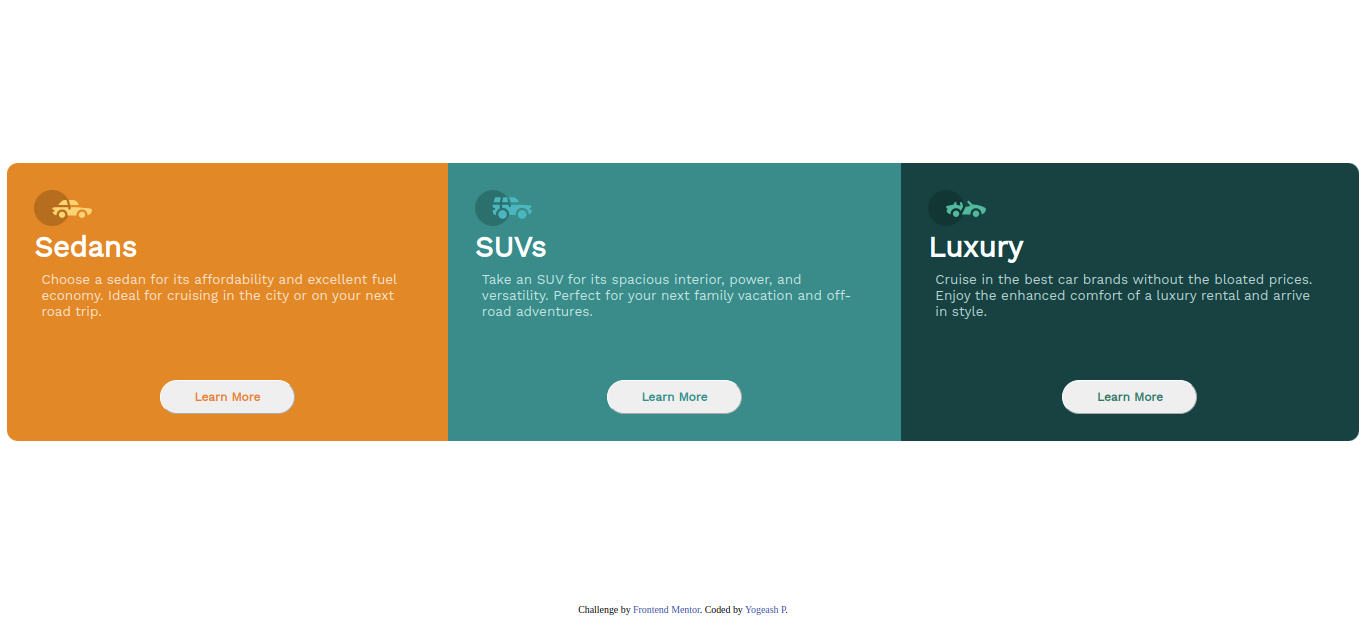 Sedans
Choose a sedan for its affordability and excellent fuel
economy. Ideal for cruising in the city or on your next
road trip.
Learn More
SUVs
Take an SUV for its spacious interior, power, and
versatility. Perfect for your next family vacation and off-
road adventures.
Learn More
Luxury
Cruise in the best car brands without the bloated prices.
Enjoy the enhanced comfort of a luxury rental and arrive
in style.
Learn More
Challenge by Frontend Mentor. Coded by Yogeash P.